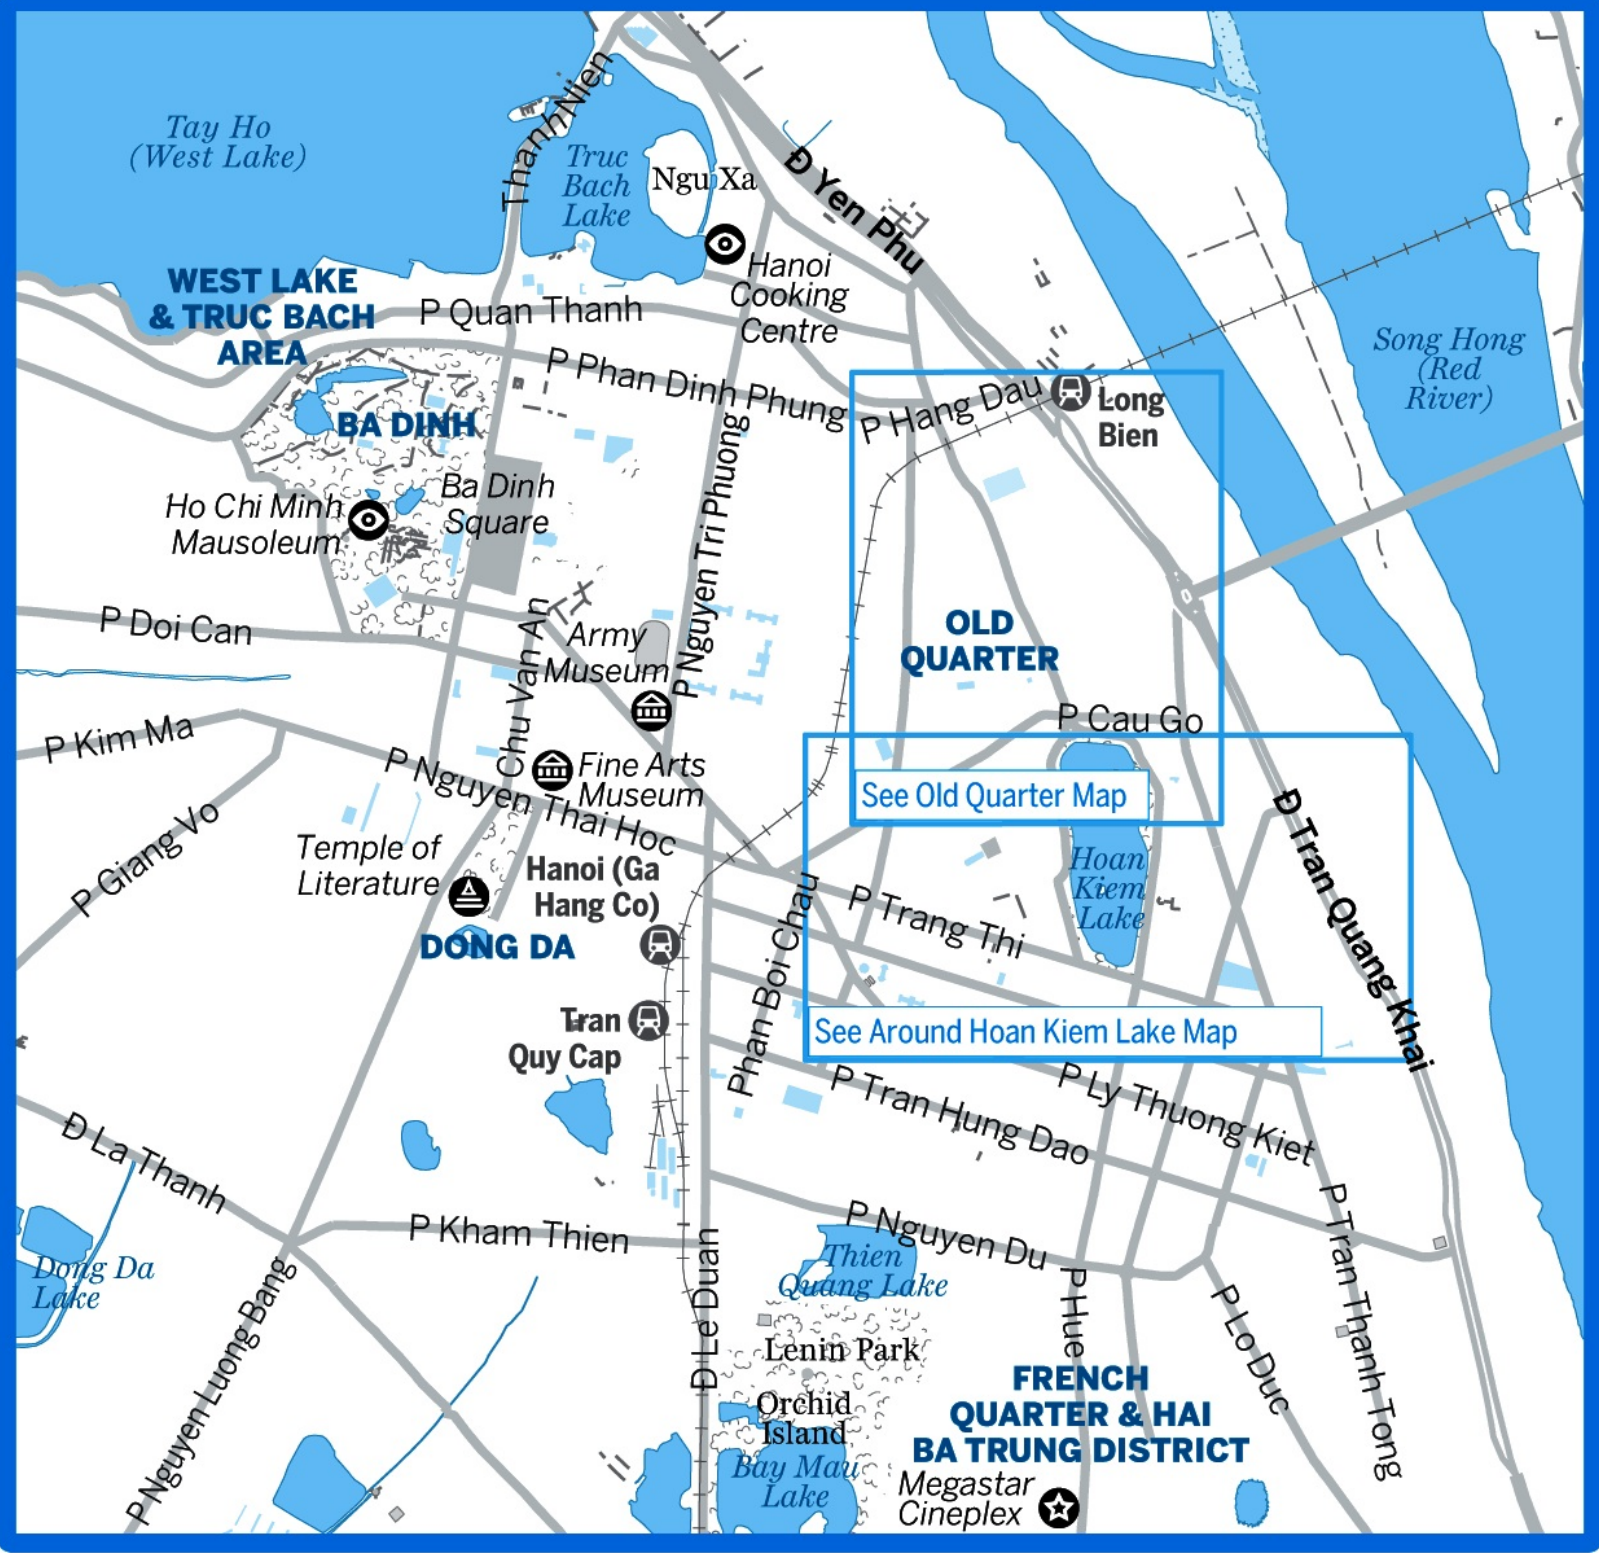 Tay Ho
(West Lake)
Thanh Nien
Truc
Bach
Lake
Ngu Xa
Đ Yen Phu
Hanoi
Cooking
Centre
WEST LAKE
& TRUC BACH
AREA
P Quan Thanh
P Phan Dinh Phung
P Hang Dau
Long
Bien
Song Hong
(Red
River)
BA DINH
Ba Dinh
Square
Ho Chi Minh
Mausoleum
P Nguyen Tri Phuong
P Doi Can
Chu Van An
Army
Museum
OLD
QUARTER
P Cau Go
P Kim Ma
P Nguyen Thai Hoc
Fine Arts
Museum
See Old Quarter Map
P Giang Vo
Temple of
Literature
Hanoi (Ga
Hang Co)
DONG DA
Tran
Quy Cap
Phan Boi Chau
P Trang Thi
Hoan
Kiem
Lake
Đ Tran Quang Khai
See Around Hoan Kiem Lake Map
P Tran Hung Dao
P Ly Thuong Kiet
Đ La Thanh
P Kham Thien
Dong Da
Lake
P Nguyen Luong Bang
Đ Le Duan
P Nguyen Du
Thien
Quang Lake
P Hue
P Lo Duc
P Tran Thanh Tong
Lenin Park
Orchid
Island
Bay Mau
Lake
FRENCH
QUARTER & HAI
BA TRUNG DISTRICT
Megastar
Cineplex